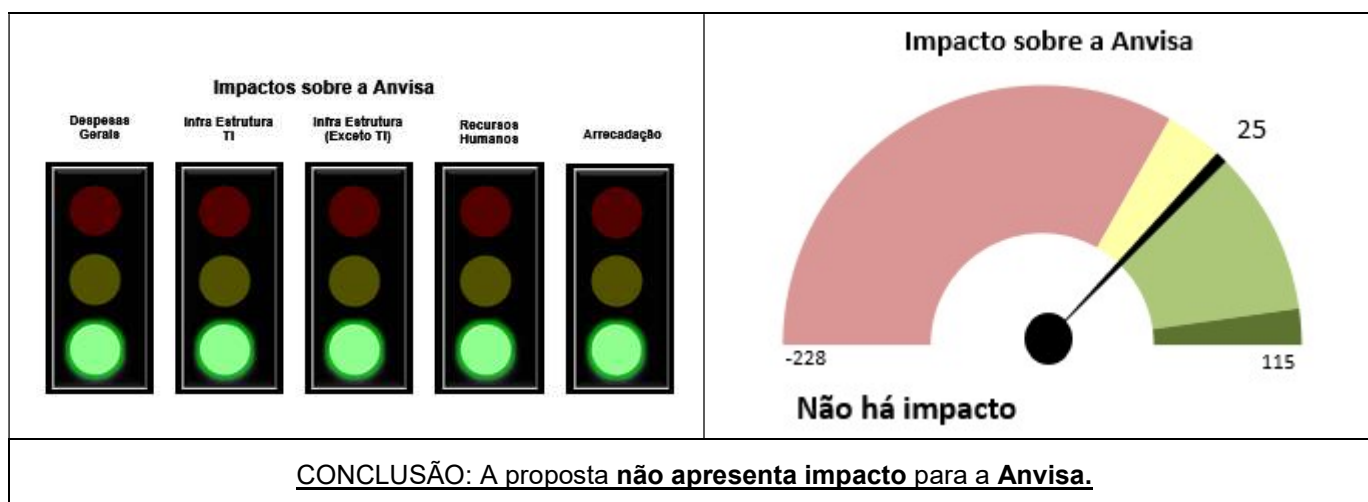 Impactos sobre a Anvisa
Despesas
Gerais
Infra Estrutura
TI
Infra Estrutura
(Exceto TI)
Recursos
Humanos
Arrecadação
Impacto sobre a Anvisa
25
-228
115
Não há impacto
CONCLUSÃO: A proposta não apresenta impacto para a Anvisa.